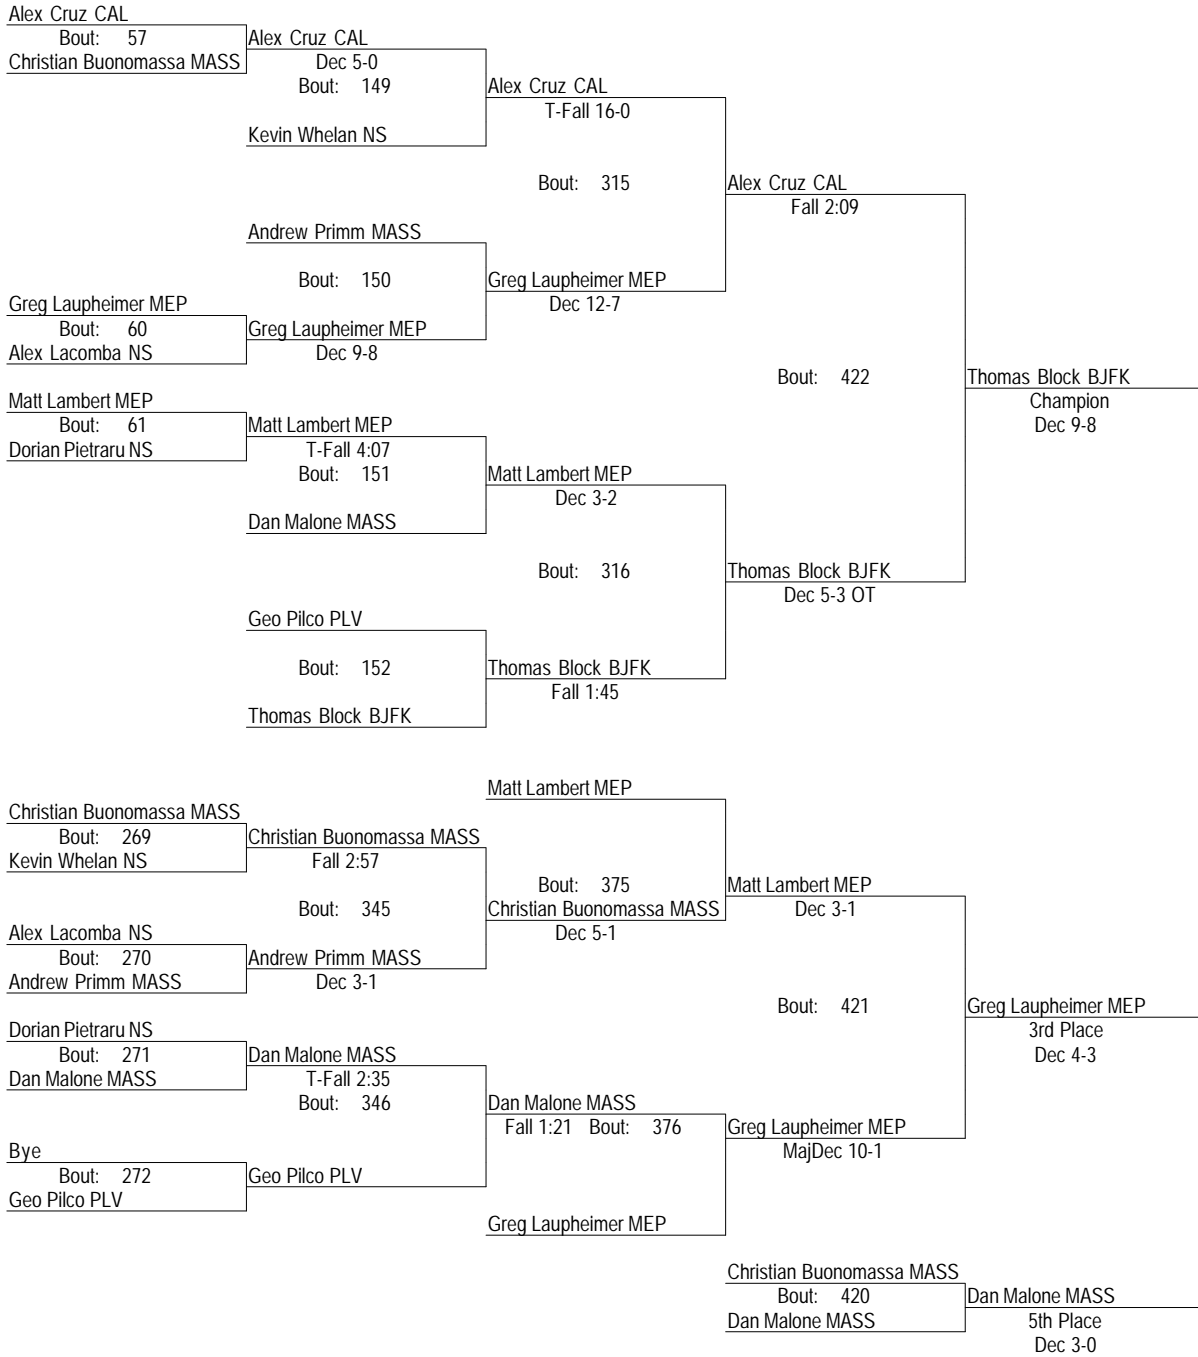 Alex Cruz CAL
Bout: 57
Christian Buonomassa MASS
Alex Cruz CAL
Dec 5-0
Bout: 149
Kevin Whelan NS
Alex Cruz CAL
T-Fall 16-0
Bout: 315
Alex Cruz CAL
Fall 2:09
Andrew Primm MASS
Bout: 150
Greg Laupheimer MEP
Dec 12-7
Greg Laupheimer MEP
Bout: 60
Alex Lacomba NS
Greg Laupheimer MEP
Dec 9-8
Bout: 422
Thomas Block BJFK
Champion
Dec 9-8
Matt Lambert MEP
Bout: 61
Dorian Pietraru NS
Matt Lambert MEP
T-Fall 4:07
Bout: 151
Dan Malone MASS
Matt Lambert MEP
Dec 3-2
Bout: 316
Thomas Block BJFK
Dec 5-3 OT
Geo Pilco PLV
Bout: 152
Thomas Block BJFK
Thomas Block BJFK
Fall 1:45
Matt Lambert MEP
Christian Buonomassa MASS
Bout: 269
Kevin Whelan NS
Christian Buonomassa MASS
Fall 2:57
Bout: 345
Bout: 375
Christian Buonomassa MASS
Dec 5-1
Matt Lambert MEP
Dec 3-1
Alex Lacomba NS
Bout: 270
Andrew Primm MASS
Andrew Primm MASS
Dec 3-1
Bout: 421
Greg Laupheimer MEP
3rd Place
Dec 4-3
Dorian Pietraru NS
Bout: 271
Dan Malone MASS
Dan Malone MASS
T-Fall 2:35
Bout: 346
Dan Malone MASS
Fall 1:21 Bout: 376
Greg Laupheimer MEP
MajDec 10-1
Bye
Bout: 272
Geo Pilco PLV
Geo Pilco PLV
Greg Laupheimer MEP
Christian Buonomassa MASS
Bout: 420
Dan Malone MASS
Dan Malone MASS
5th Place
Dec 3-0